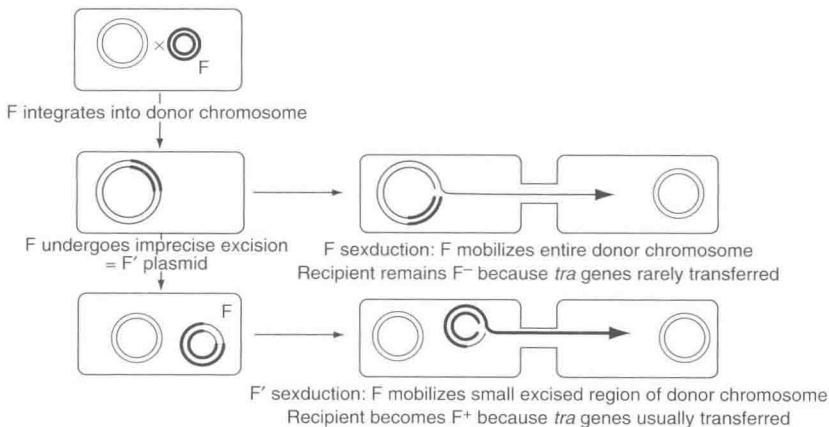 × F
F integrates into donor chromosome
F undergoes imprecise excision
= F′ plasmid
F sexduction: F mobilizes entire donor chromosome
Recipient remains F⁻ because tra genes rarely transferred
F
F′ sexduction: F mobilizes small excised region of donor chromosome
Recipient becomes F⁺ because tra genes usually transferred